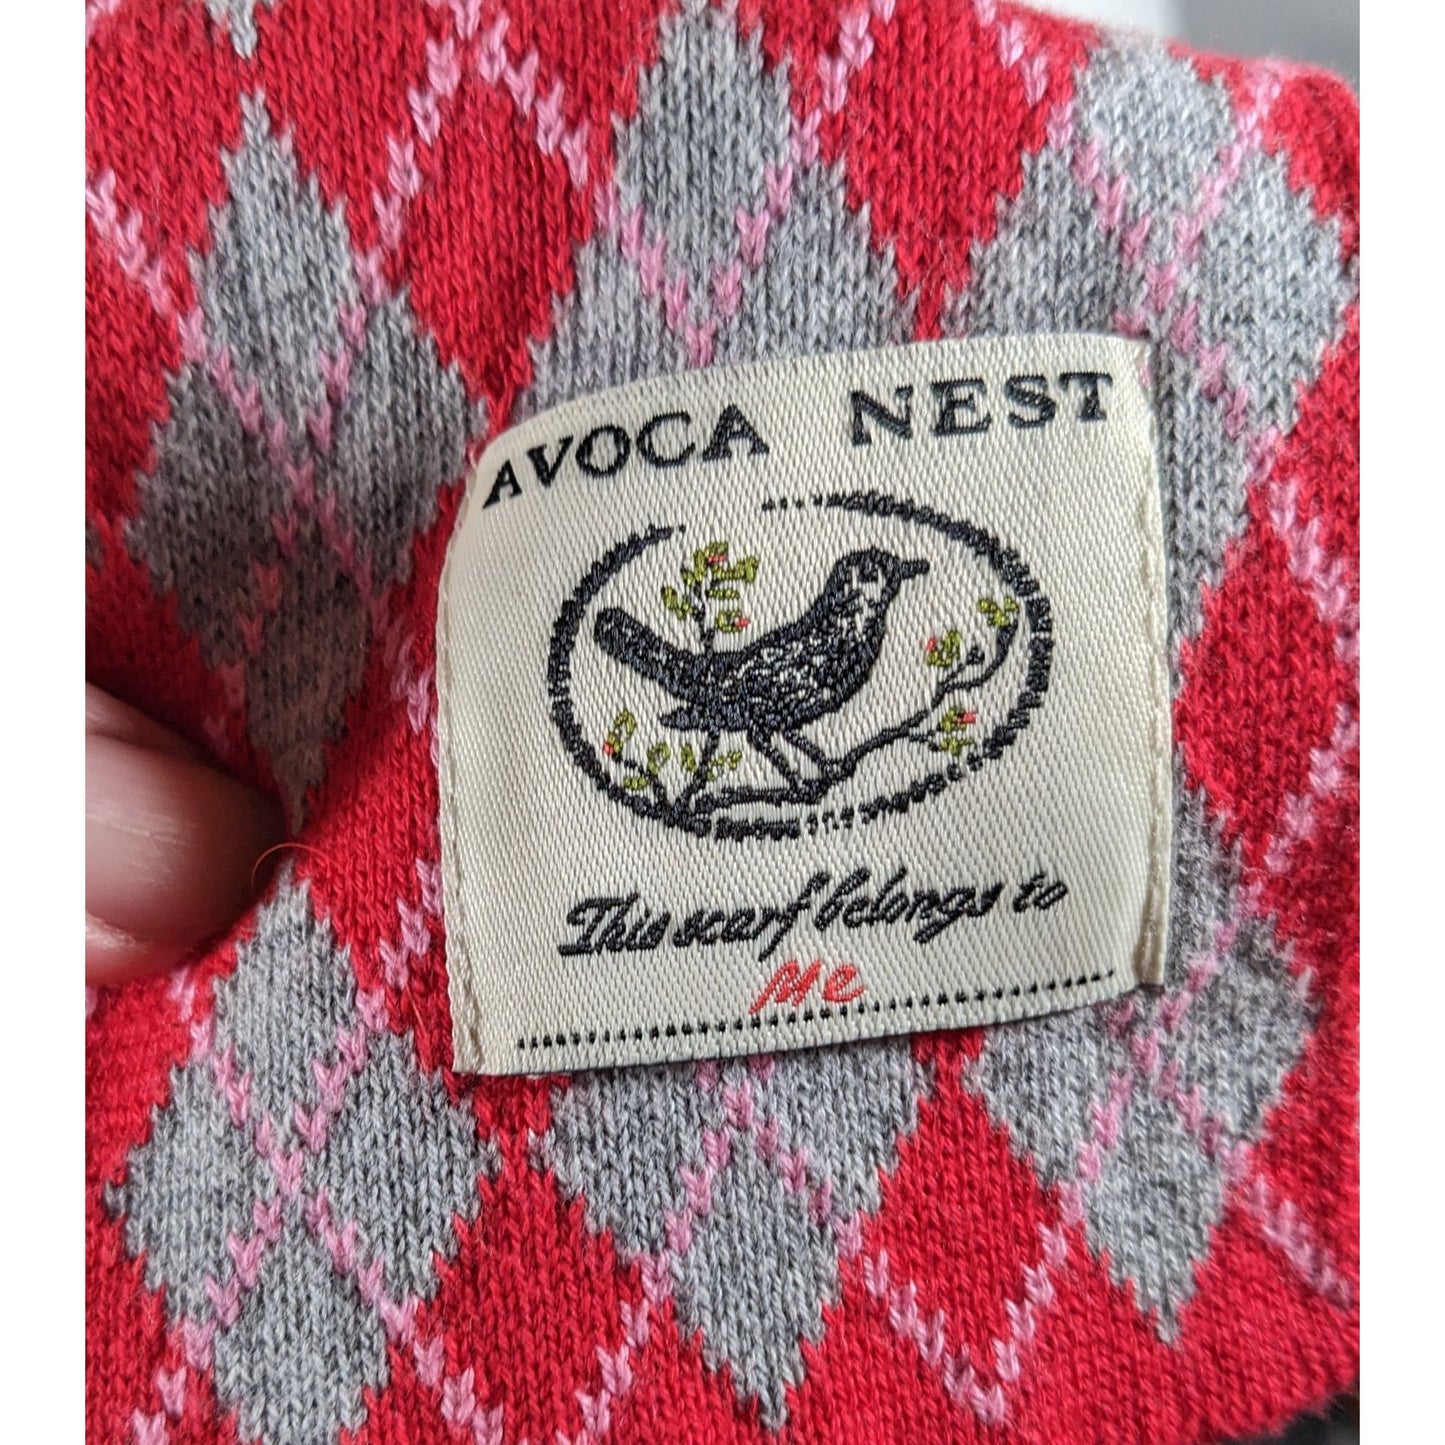 AVOCA NEST
This scarf belongs to
Me